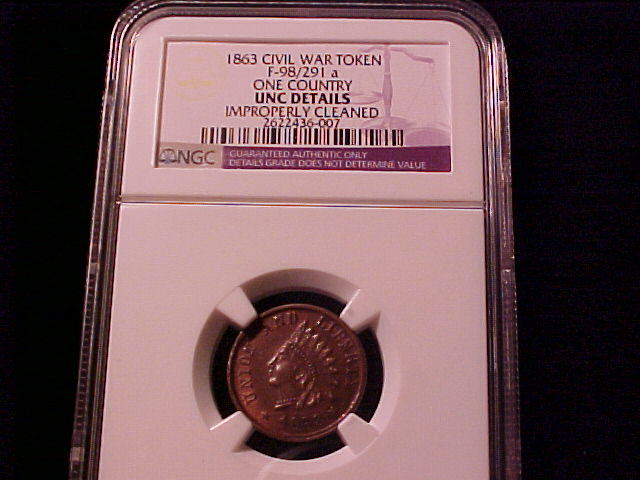 1863 CIVIL WAR TOKEN
F-98/291 a
ONE COUNTRY
UNC DETAILS
IMPROPERLY CLEANED
2622436-007
NGC
GUARANTEED AUTHENTIC ONLY
DETAILS GRADE DOES NOT DETERMINE VALUE
UNION AND LIBERTY